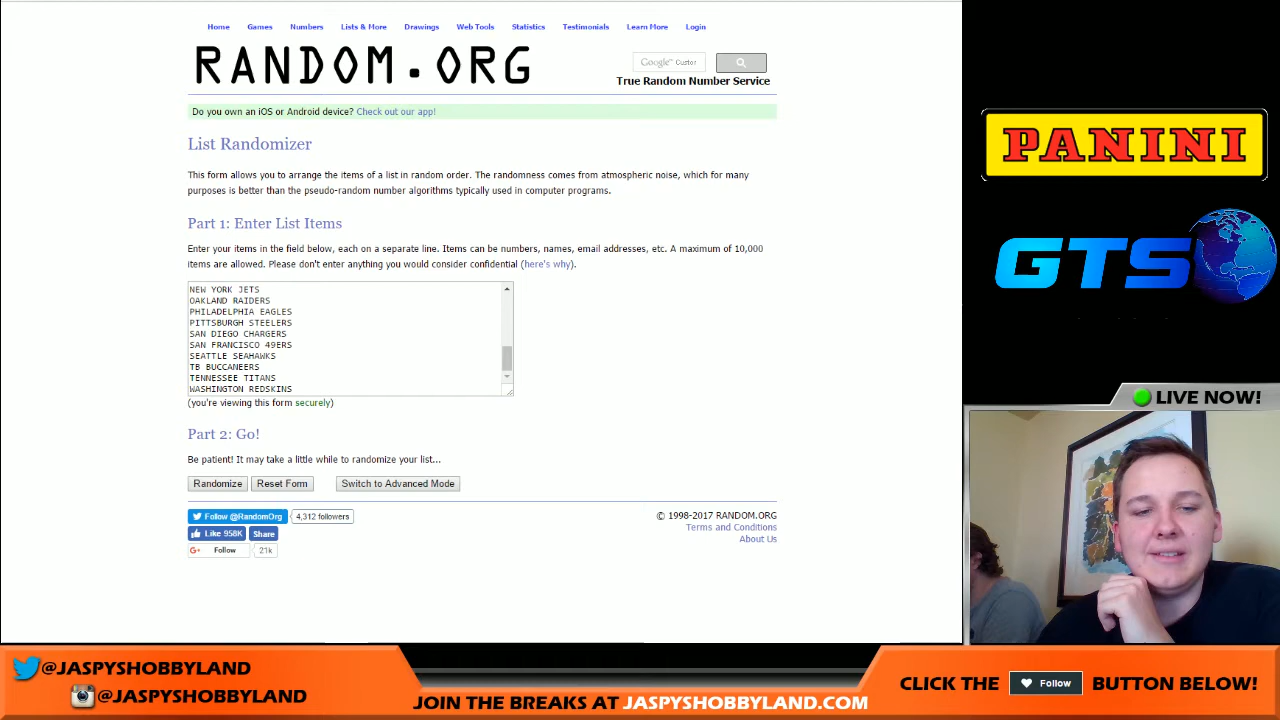 Home Games Numbers Lists & More Drawings Web Tools Statistics Testimonials Learn More Login
RANDOM.ORG
Google™ Custor
True Random Number Service
Do you own an iOS or Android device? Check out our app!
List Randomizer
This form allows you to arrange the items of a list in random order. The randomness comes from atmospheric noise, which for many
purposes is better than the pseudo-random number algorithms typically used in computer programs.
Part 1: Enter List Items
Enter your items in the field below, each on a separate line. Items can be numbers, names, email addresses, etc. A maximum of 10,000
items are allowed. Please don't enter anything you would consider confidential (here's why).
NEW YORK JETS
OAKLAND RAIDERS
PHILADELPHIA EAGLES
PITTSBURGH STEELERS
SAN DIEGO CHARGERS
SAN FRANCISCO 49ERS
SEATTLE SEAHAWKS
TB BUCCANEERS
TENNESSEE TITANS
WASHINGTON REDSKINS
(you're viewing this form securely)
Part 2: Go!
Be patient! It may take a little while to randomize your list...
Randomize Reset Form Switch to Advanced Mode
Follow @RandomOrg 4,312 followers
Like 958K Share
G+ Follow 21k
© 1998-2017 RANDOM.ORG
Terms and Conditions
About Us
PANINI
GTS
LIVE NOW!
@JASPYSHOBBYLAND
@JASPYSHOBBYLAND
JOIN THE BREAKS AT JASPYSHOBBYLAND.COM
CLICK THE Follow BUTTON BELOW!